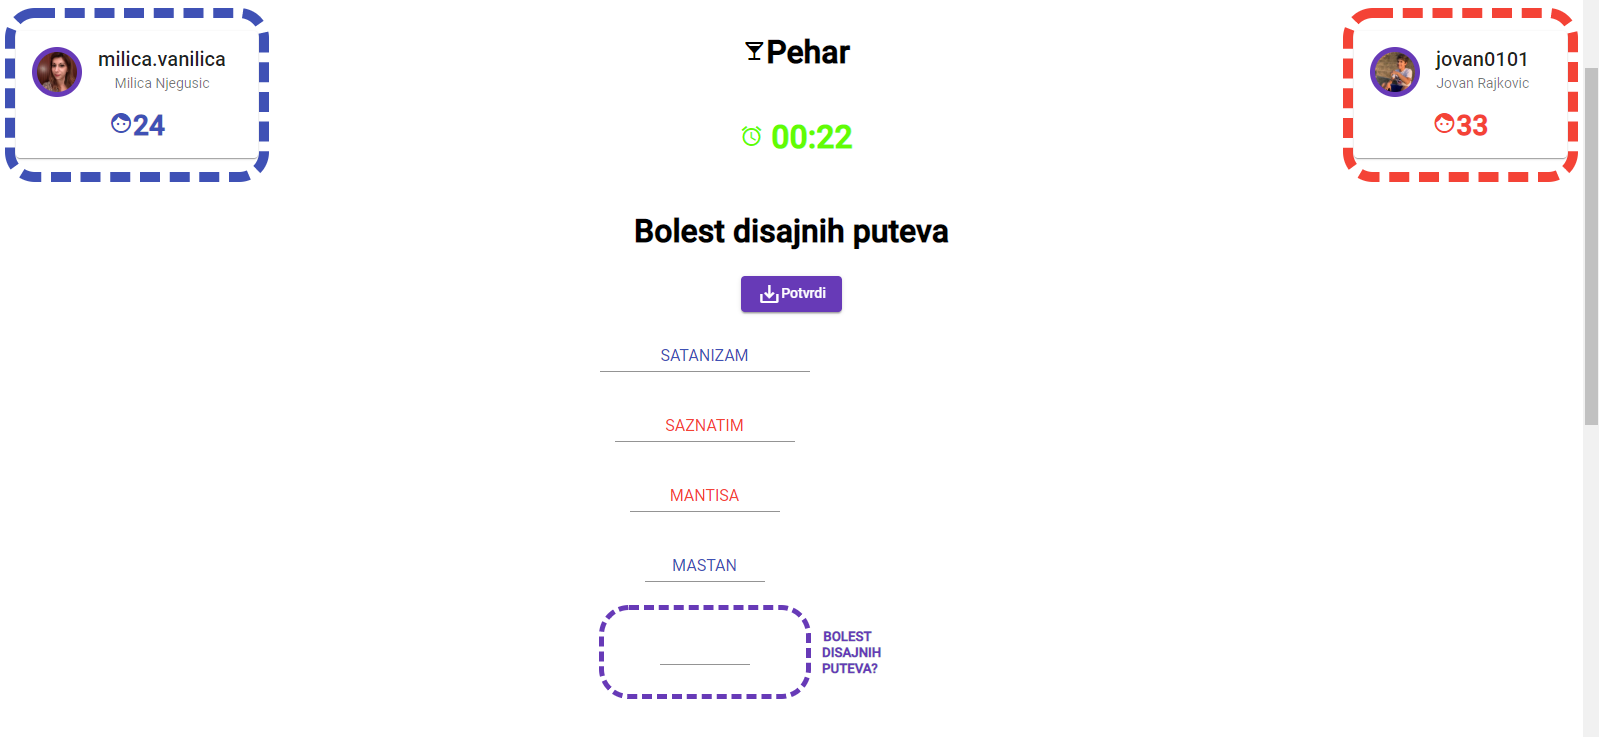 milica.vanilica
Milica Njegusic
24
Pehar
00:22
jovan0101
Jovan Rajkovic
33
Bolest disajnih puteva
Potvrdi
SATANIZAM
SAZNATIM
MANTISA
MASTAN
BOLEST
DISAJNIH
PUTEVA?